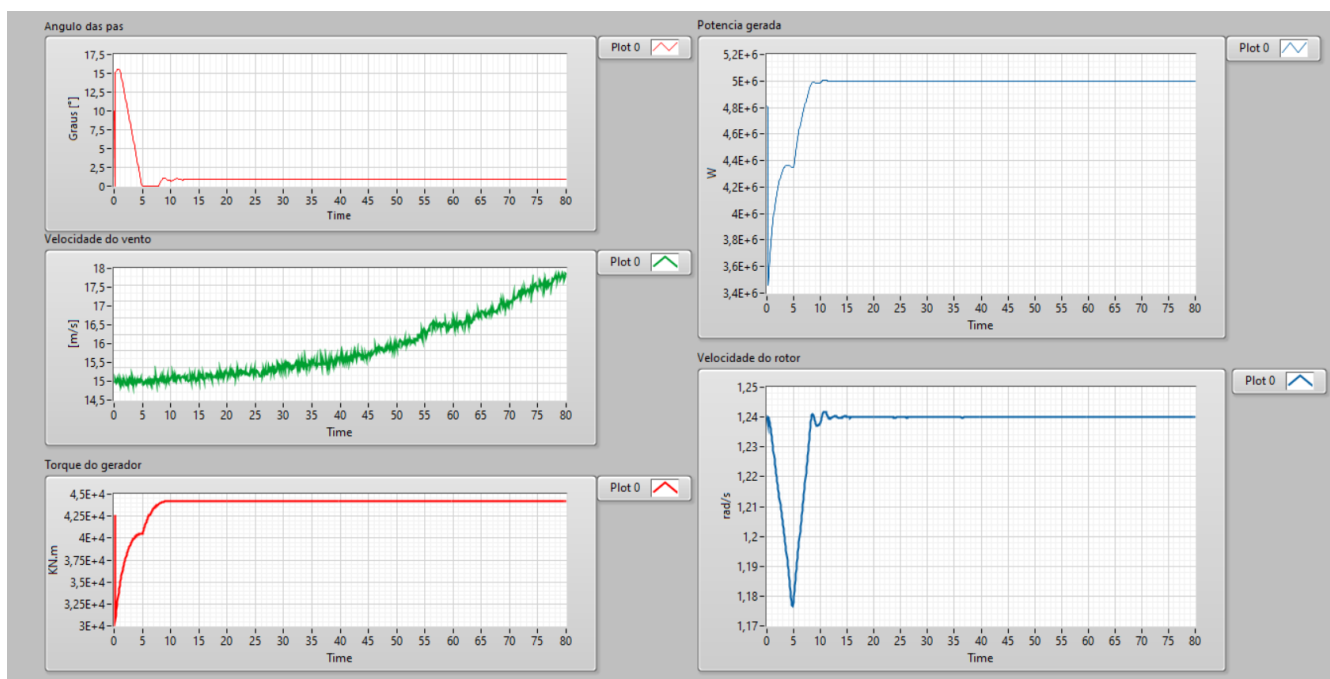 Angulo das pas
Plot 0
17,5
15
12,5
10
7,5
5
2,5
0
Graus [°]
0 5 10 15 20 25 30 35 40 45 50 55 60 65 70 75 80
Time
Velocidade do vento
Plot 0
18
17,5
17
16,5
16
15,5
15
14,5
[m/s]
0 5 10 15 20 25 30 35 40 45 50 55 60 65 70 75 80
Time
Torque do gerador
Plot 0
4,5E+4
4,25E+4
4E+4
3,75E+4
3,5E+4
3,25E+4
3E+4
KN.m
0 5 10 15 20 25 30 35 40 45 50 55 60 65 70 75 80
Time
Potencia gerada
Plot 0
5,2E+6
5E+6
4,8E+6
4,6E+6
4,4E+6
4,2E+6
4E+6
3,8E+6
3,6E+6
3,4E+6
W
0 5 10 15 20 25 30 35 40 45 50 55 60 65 70 75 80
Time
Velocidade do rotor
Plot 0
1,25
1,24
1,23
1,22
1,21
1,2
1,19
1,18
1,17
rad/s
0 5 10 15 20 25 30 35 40 45 50 55 60 65 70 75 80
Time